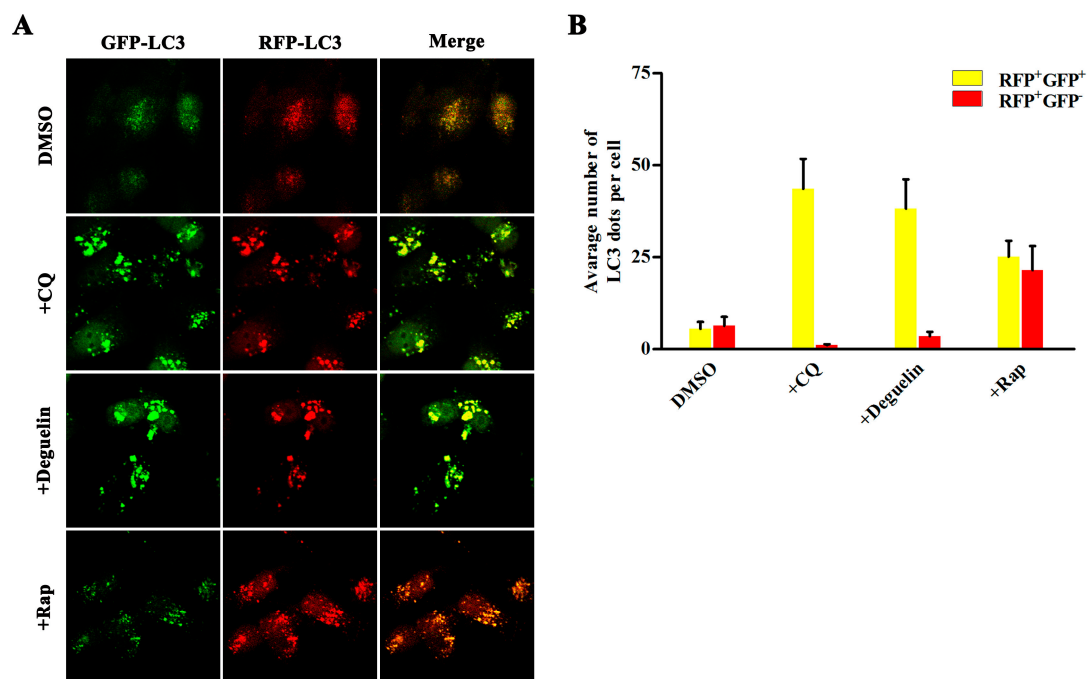 A
GFP-LC3 RFP-LC3 Merge
DMSO
+CQ
+Deguelin
+Rap
B
RFP⁺GFP⁺
RFP⁺GFP⁻
Avarage number of
LC3 dots per cell
75
50
25
0
DMSO
+CQ
+Deguelin
+Rap